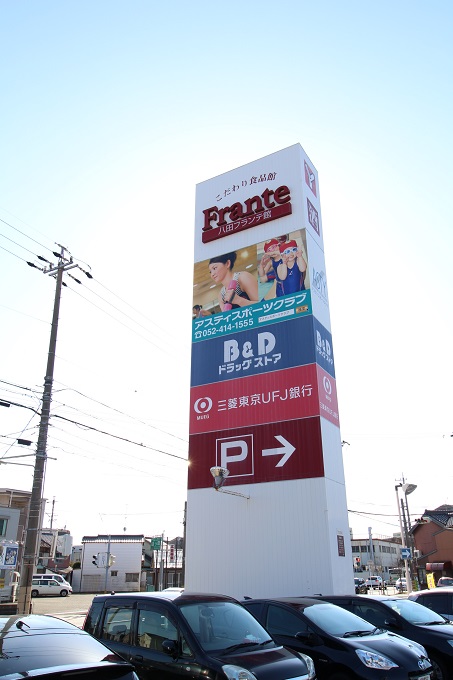 こだわり食品館
Frante
八田フランテ館
アスティスポーツクラブ
☎052-414-1555
B&D
ドラッグストア
MUFG
三菱東京UFJ銀行
P →
酒